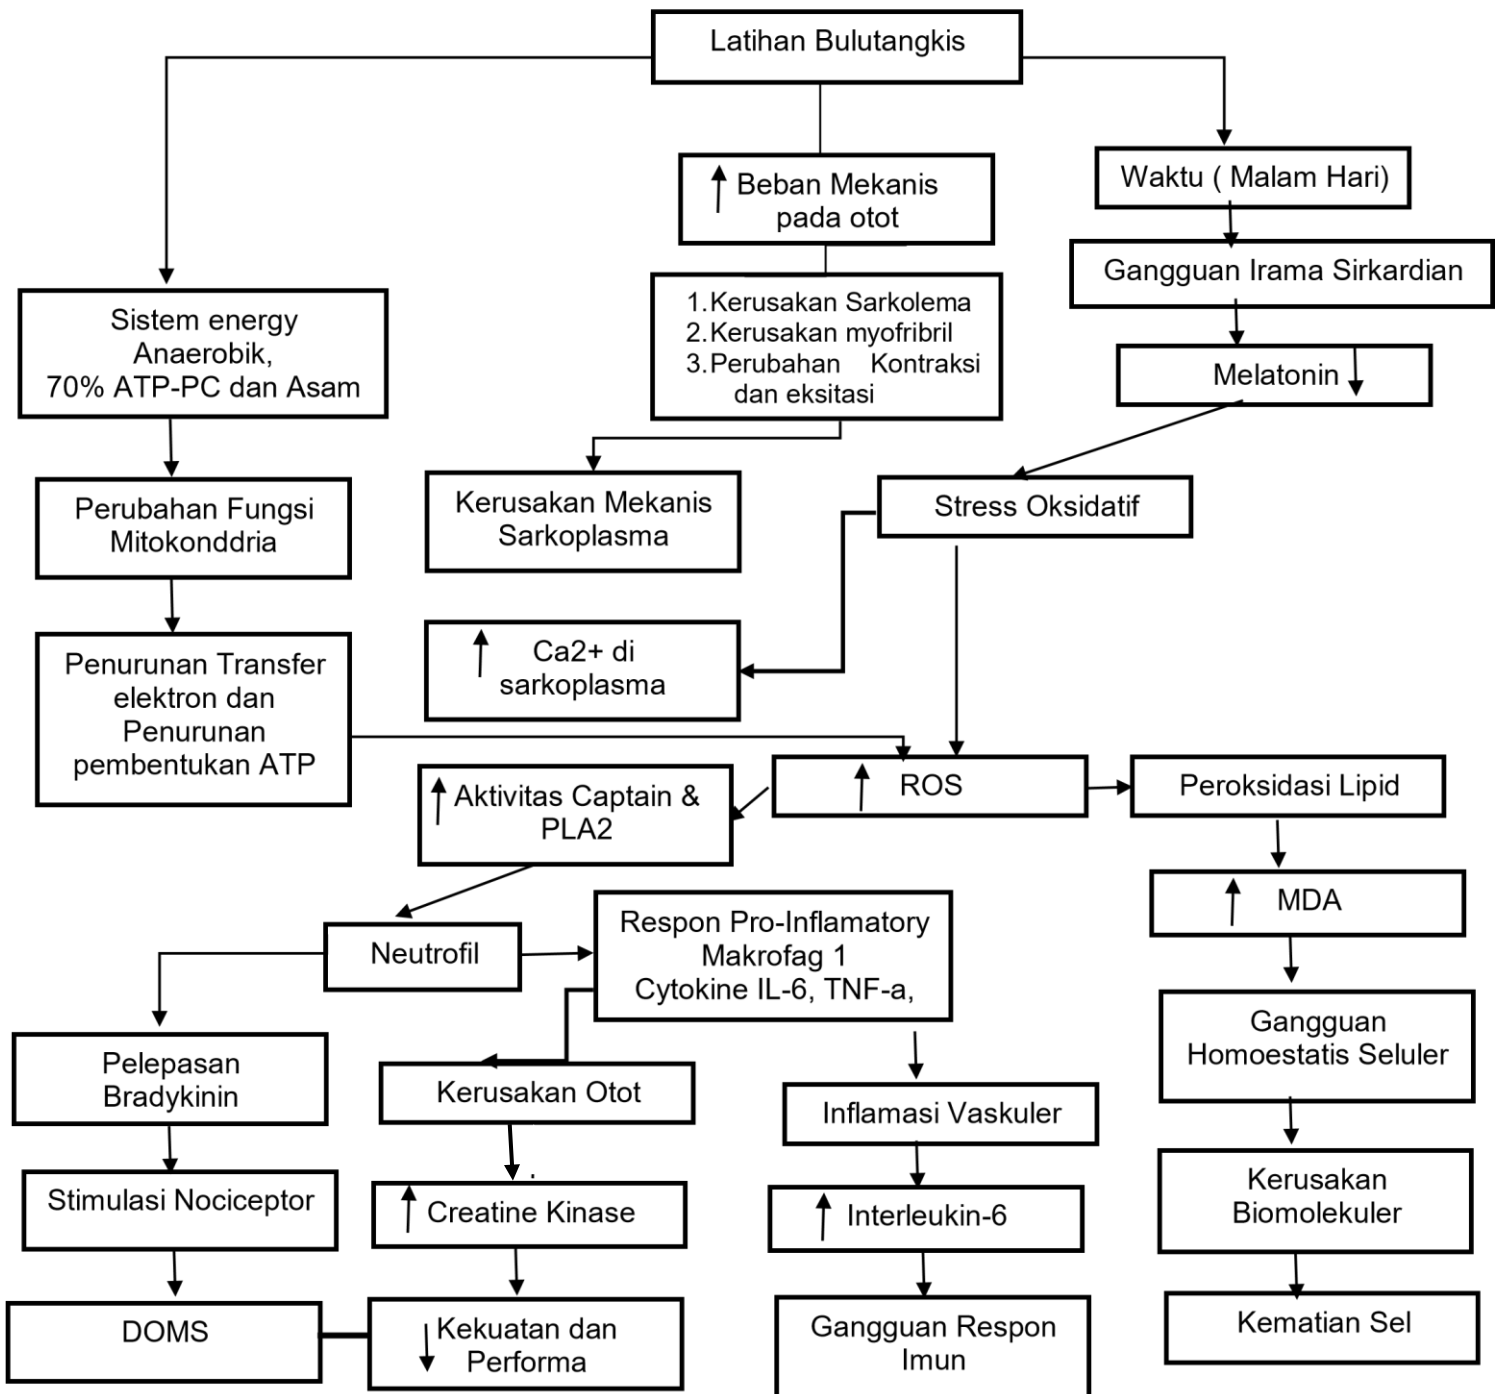 Latihan Bulutangkis
Beban Mekanis
pada otot
Waktu ( Malam Hari)
Gangguan Irama Sirkardian
Sistem energy
Anaerobik,
70% ATP-PC dan Asam
1. Kerusakan Sarkolema
2. Kerusakan myofribril
3. Perubahan Kontraksi
dan eksitasi
Melatonin
Perubahan Fungsi
Mitokonddria
Kerusakan Mekanis
Sarkoplasma
Stress Oksidatif
Penurunan Transfer
elektron dan
Penurunan
pembentukan ATP
Ca2+ di
sarkoplasma
Aktivitas Captain &
PLA2
ROS
Peroksidasi Lipid
MDA
Neutrofil
Respon Pro-Inflamatory
Makrofag 1
Cytokine IL-6, TNF-a,
Gangguan
Homoestatis Seluler
Pelepasan
Bradykinin
Kerusakan Otot
Inflamasi Vaskuler
Kerusakan
Biomolekuler
Stimulasi Nociceptor
Creatine Kinase
Interleukin-6
DOMS
Kekuatan dan
Performa
Gangguan Respon
Imun
Kematian Sel